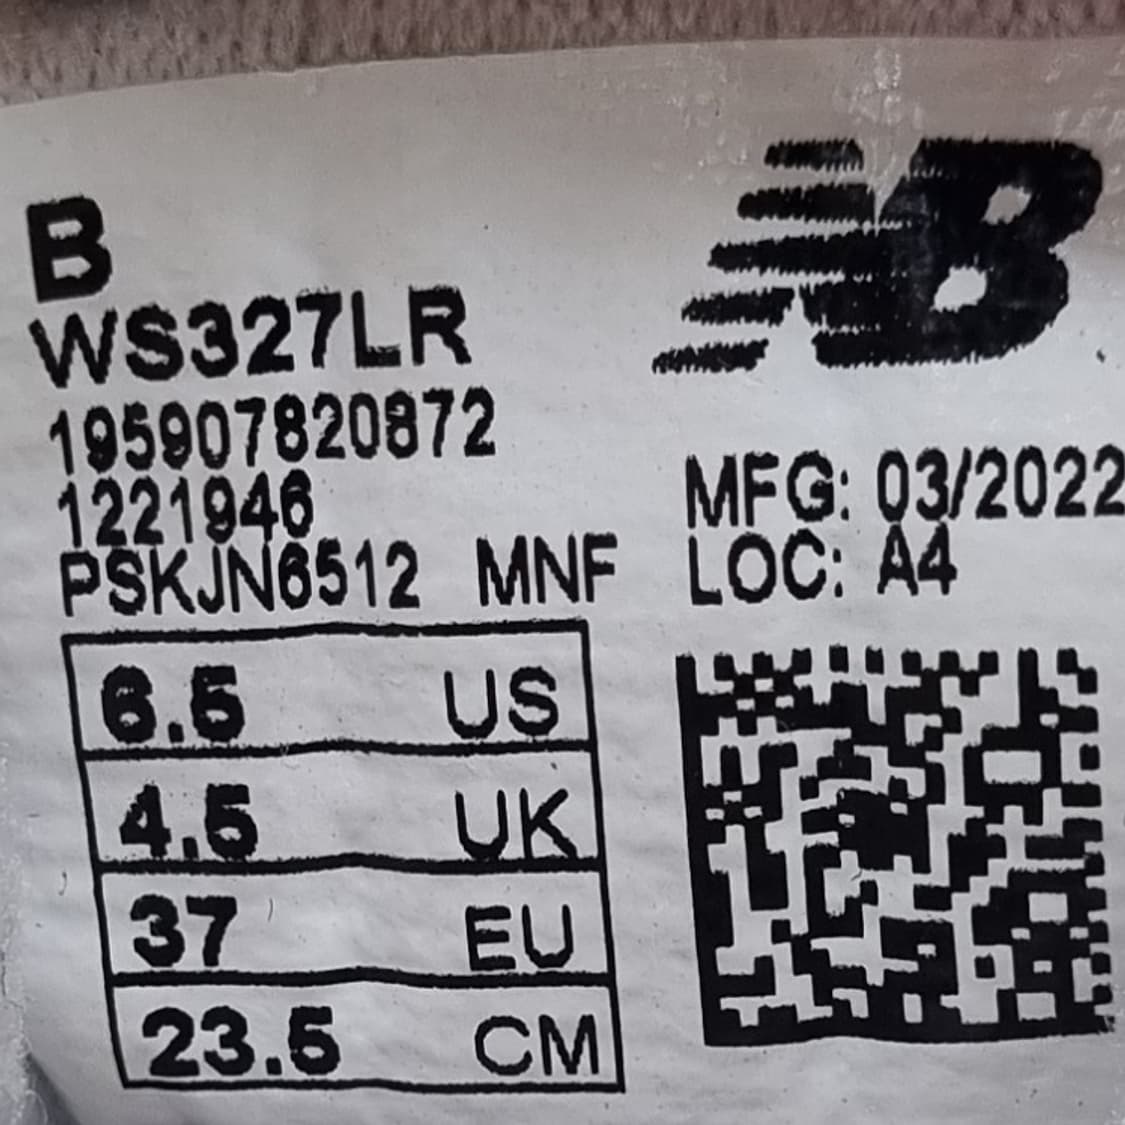 B
WS327LR
195907820872
1221946
PSKJN6512 MNF
NB
MFG: 03/2022
LOC: A4
6.5 US
4.5 UK
37 EU
23.5 CM